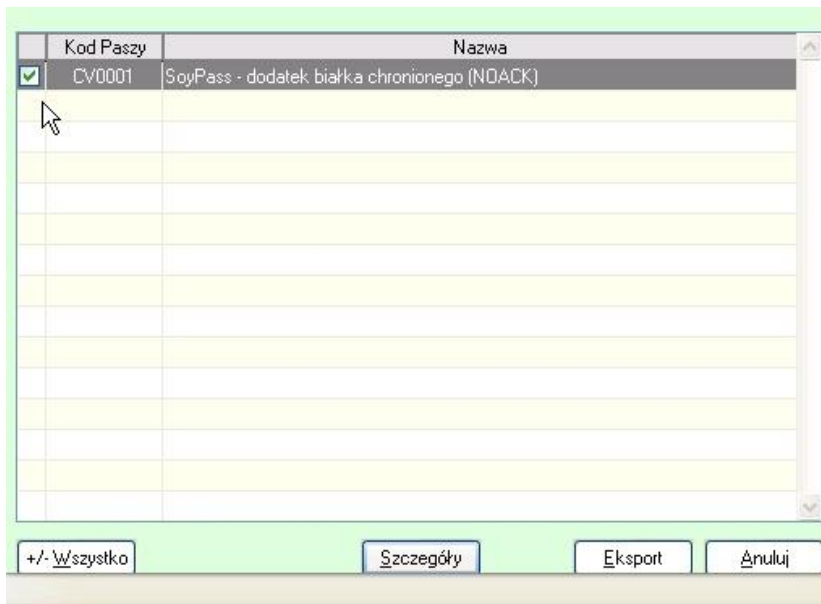 Kod Paszy Nazwa
CV0001 SoyPass - dodatek białka chronionego (NOACK)
+/- Wszystko Szczegóły Eksport Anuluj